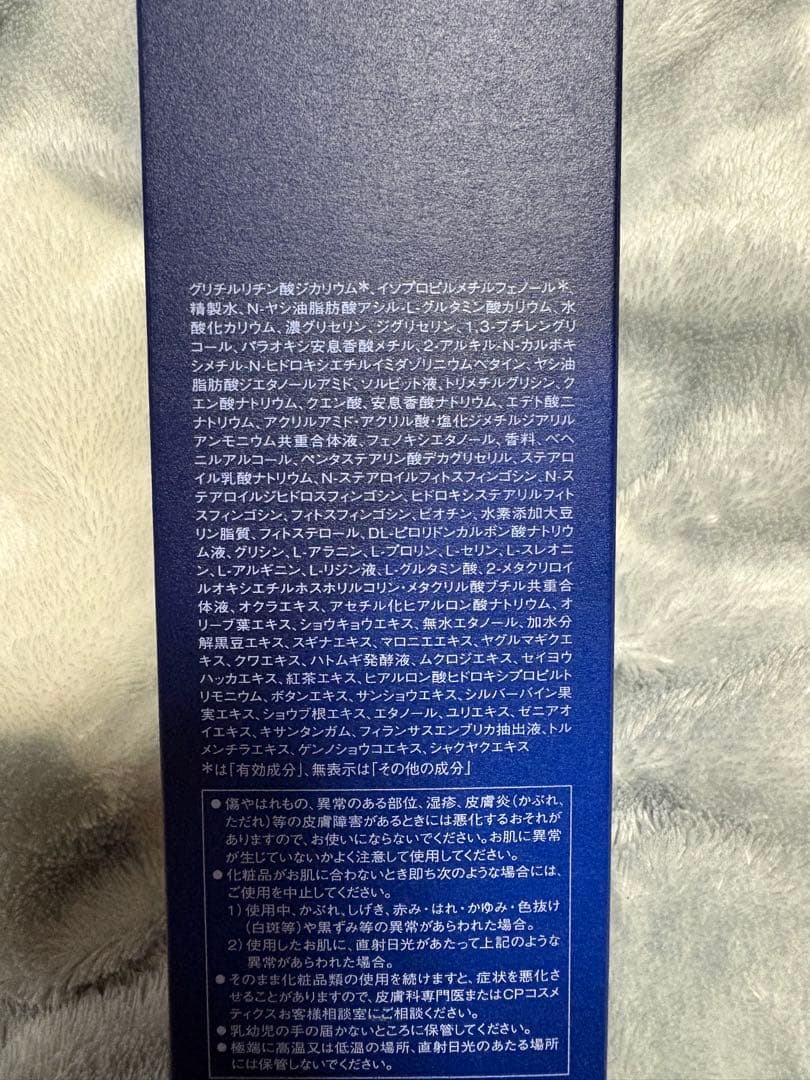 グリチルリチン酸ジカリウム*、イソプロピルメチルフェノール*、
精製水、N-ヤシ油脂肪酸アシル-L-グルタミン酸カリウム、水
酸化カリウム、濃グリセリン、ジグリセリン、1,3-ブチレングリ
コール、パラオキシ安息香酸メチル、2-アルキル-N-カルボキ
シメチル-N-ヒドロキシエチルイミダゾリニウムベタイン、ヤシ油
脂肪酸ジエタノールアミド、ソルビット液、トリメチルグリシン、ク
エン酸ナトリウム、クエン酸、安息香酸ナトリウム、エデト酸二
ナトリウム、アクリルアミド・アクリル酸・塩化ジメチルジアリル
アンモニウム共重合体液、フェノキシエタノール、香料、ベヘ
ニルアルコール、ペンタステアリン酸デカグリセリル、ステアロ
イル乳酸ナトリウム、N-ステアロイルフィトスフィンゴシン、N-ス
テアロイルジヒドロスフィンゴシン、ヒドロキシステアリルフィト
スフィンゴシン、フィトスフィンゴシン、ビオチン、水素添加大豆
リン脂質、フィトステロール、DL-ピロリドンカルボン酸ナトリウ
ム液、グリシン、L-アラニン、L-プロリン、L-セリン、L-スレオニ
ン、L-アルギニン、L-リジン液、L-グルタミン酸、2-メタクリロイ
ルオキシエチルホスホリルコリン・メタクリル酸ブチル共重合
体液、オクラエキス、アセチル化ヒアルロン酸ナトリウム、オ
リーブ葉エキス、ショウキョウエキス、無水エタノール、加水分
解黒豆エキス、スギナエキス、マロニエエキス、ヤグルマギクエ
キス、クワエキス、ハトムギ発酵液、ムクロジエキス、セイヨウ
ハッカエキス、紅茶エキス、ヒアルロン酸ヒドロキシプロピルト
リモニウム、ボタンエキス、サンショウエキス、シルバーバイン果
実エキス、ショウブ根エキス、エタノール、ユリエキス、ゼニアオ
イエキス、キサンタンガム、フィランサスエンブリカ抽出液、トル
メンチラエキス、ゲンノショウコエキス、シャクヤクエキス
*は「有効成分」、無表示は「その他の成分」
●傷やはれもの、異常のある部位、湿疹、皮膚炎(かぶれ、
ただれ)等の皮膚障害があるときには悪化するおそれが
ありますので、お使いにならないでください。お肌に異常
が生じていないかよく注意して使用してください。
●化粧品がお肌に合わないとき即ち次のような場合には、
ご使用を中止してください。
1)使用中、かぶれ、しげき、赤み・はれ・かゆみ・色抜け
(白斑等)や黒ずみ等の異常があらわれた場合。
2)使用したお肌に、直射日光があたって上記のような
異常があらわれた場合。
●そのまま化粧品類の使用を続けますと、症状を悪化さ
せることがありますので、皮膚科専門医またはCPコスメ
ティクスお客様相談室にご相談ください。
●乳幼児の手の届かないところに保管してください。
●極端に高温又は低温の場所、直射日光のあたる場所
には保管しないでください。